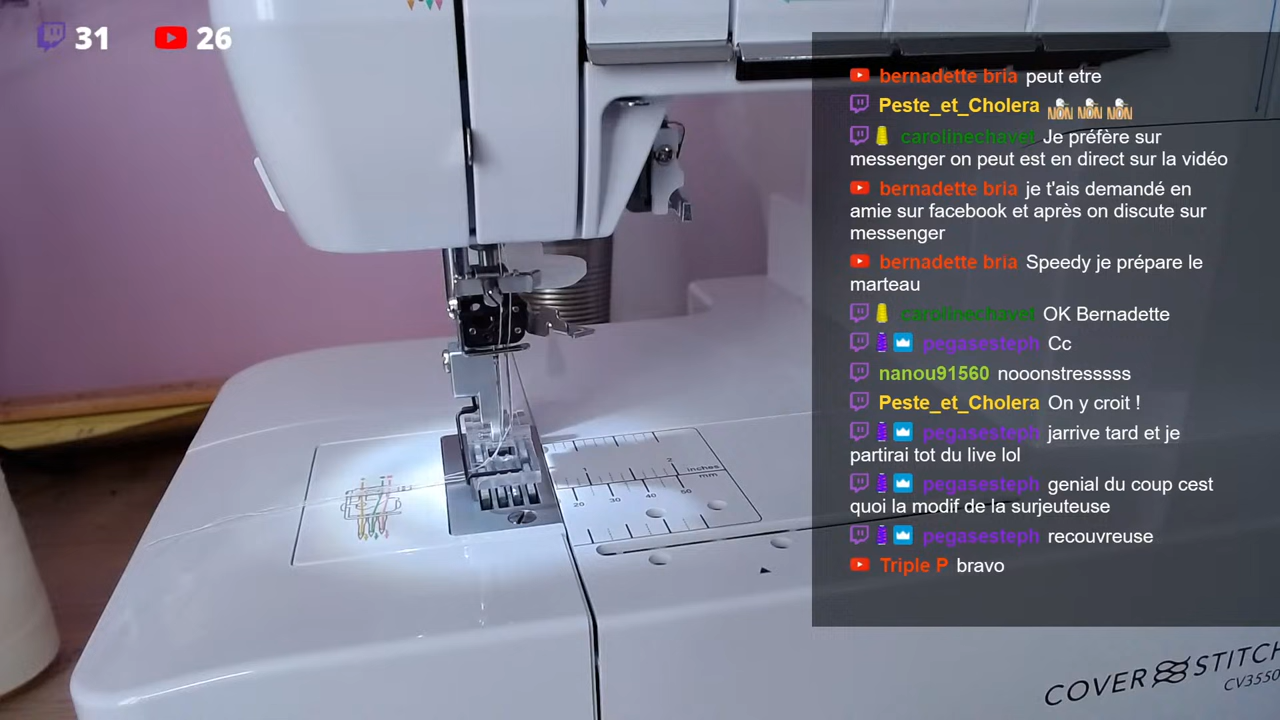 31 26
bernadette bria peut etre
Peste_et_Cholera NON NON NON
carolinechavel Je préfère sur
messenger on peut est en direct sur la vidéo
bernadette bria je t'ais demandé en
amie sur facebook et après on discute sur
messenger
bernadette bria Speedy je prépare le
marteau
carolinechavel OK Bernadette
pegasesteph Cc
nanou91560 nooonstresssss
Peste_et_Cholera On y croit !
pegasesteph jarrive tard et je
partirai tot du live lol
pegasesteph genial du coup cest
quoi la modif de la surjeuteuse
pegasesteph recouvreuse
Triple P bravo
1 2 inches
mm
20 30 40 50
COVER STITCH
CV3550